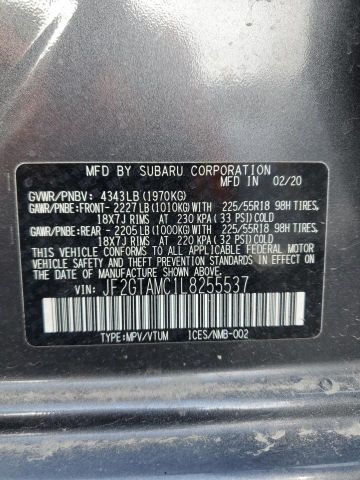 MFD BY SUBARU CORPORATION
MFD IN 02/20
GVWR/PNBV: 4343LB(1970KG)
GAWR/PNBE:FRONT- 2227LB(1010KG)WITH 225/55R18 98H TIRES,
18X7J RIMS AT 230 KPA(33 PSI)COLD
GAWR/PNBE:REAR - 2205LB(1000KG)WITH 225/55R18 98H TIRES,
18X7J RIMS AT 220 KPA(32 PSI)COLD
THIS VEHICLE CONFORMS TO ALL APPLICABLE FEDERAL MOTOR
VEHICLE SAFETY, BUMPER, AND THEFT PREVENTION STANDARDS IN
EFFECT ON THE DATE OF MANUFACTURE SHOWN ABOVE.
VIN: JF2GTAMC1L8255537
TYPE:MPV/VTUM ICES/NMB-002